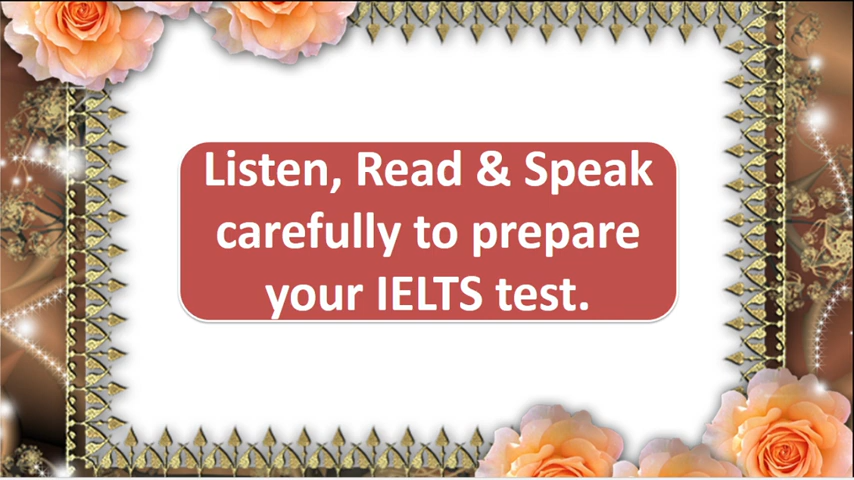 Listen, Read & Speak
carefully to prepare
your IELTS test.